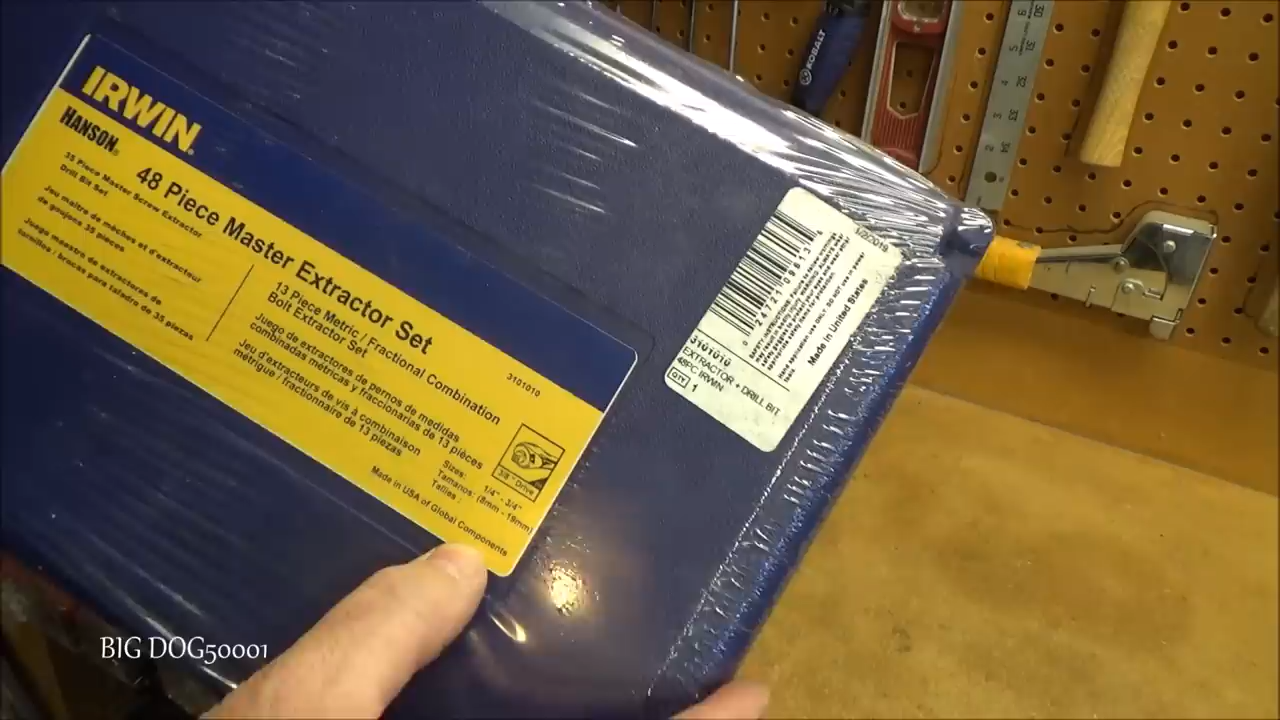 IRWIN
HANSON
48 Piece Master Extractor Set
35 Piece Master Screw Extractor
Drill Bit Set
Jeu maître de mèches et d'extracteur
de goujons 35 pièces
Juego maestro de extractores de
tornillos / brocas para taladro de 35 piezas
13 Piece Metric / Fractional Combination
Bolt Extractor Set
Juego de extractores de pernos de medidas
combinadas métricas y fraccionarias de 13 pièces
Jeu d'extracteurs de vis à combinaison
métrique / fractionnaire de 13 piezas
3101010
3/8" Drive
Sizes:
Tamanos:
Tailles:
1/4" - 3/4"
(8mm - 19mm)
Made in USA of Global Components
1/2/2019
Made in United States
3101010
EXTRACTOR + DRILL BIT
48PC IRWIN
QTY 1
KOBALT
BIG DOG50001